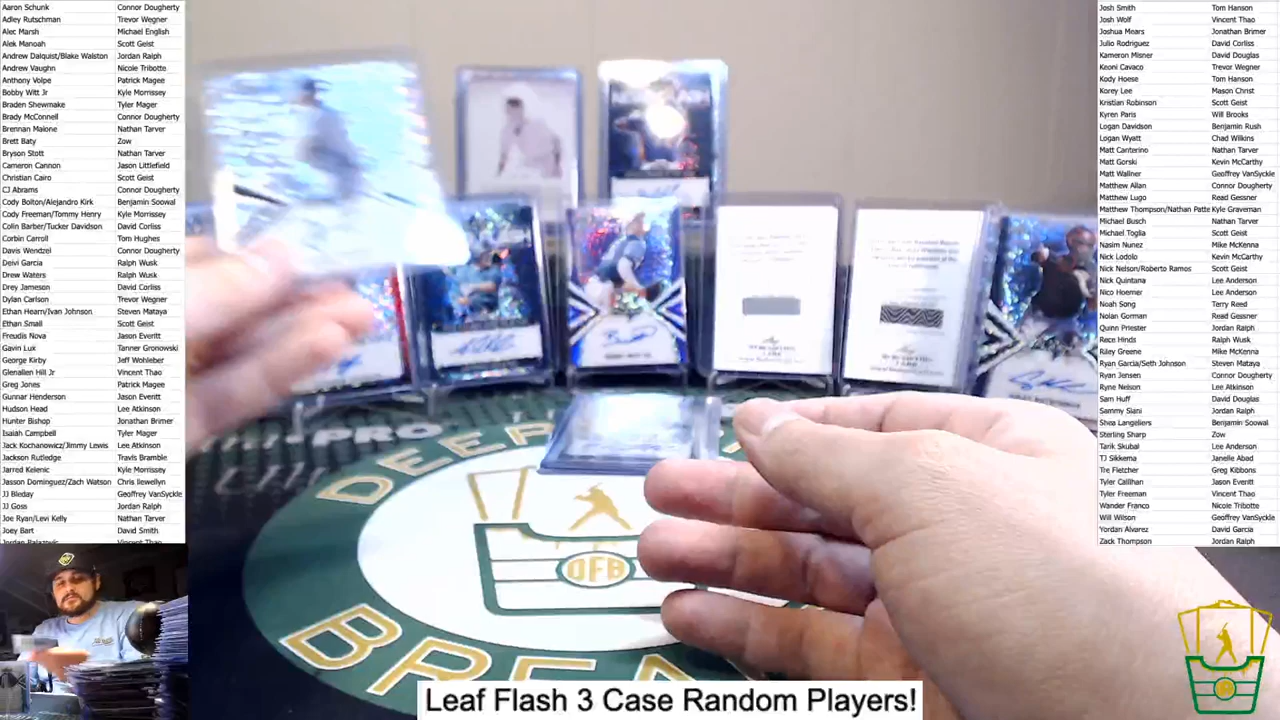 Aaron Schunk Connor Dougherty
Adley Rutschman Trevor Wegner
Alec Marsh Michael English
Alek Manoah Scott Geist
Andrew Dalquist/Blake Walston Jordan Ralph
Andrew Vaughn Nicole Tribotte
Anthony Volpe Patrick Magee
Bobby Witt Jr Kyle Morrissey
Braden Shewmake Tyler Mager
Brady McConnell Connor Dougherty
Brennan Malone Nathan Tarver
Brett Baty Zow
Bryson Stott Nathan Tarver
Cameron Cannon Jason Littlefield
Christian Cairo Scott Geist
CJ Abrams Connor Dougherty
Cody Bolton/Alejandro Kirk Benjamin Soowal
Cody Freeman/Tommy Henry Kyle Morrissey
Colin Barber/Tucker Davidson David Corliss
Corbin Carroll Tom Hughes
Davis Wendzel Connor Dougherty
Deivi Garcia Ralph Wusk
Drew Waters Ralph Wusk
Drey Jameson David Corliss
Dylan Carlson Trevor Wegner
Ethan Hearn/Ivan Johnson Steven Mataya
Ethan Small Scott Geist
Freudis Nova Jason Everitt
Gavin Lux Tanner Gronowski
George Kirby Jeff Wohleber
Glenallen Hill Jr Vincent Thao
Greg Jones Patrick Magee
Gunnar Henderson Jason Everitt
Hudson Head Lee Atkinson
Hunter Bishop Jonathan Brimer
Isaiah Campbell Tyler Mager
Jack Kochanowicz/Jimmy Lewis Lee Atkinson
Jackson Rutledge Travis Bramble
Jarred Kelenic Kyle Morrissey
Jasson Dominguez/Zach Watson Chris llewellyn
JJ Bleday Geoffrey VanSyckle
JJ Goss Jordan Ralph
Joe Ryan/Levi Kelly Nathan Tarver
Joey Bart David Smith
Jordan Balazovic Vincent Thao
Josh Smith Tom Hanson
Josh Wolf Vincent Thao
Joshua Mears Jonathan Brimer
Julio Rodriguez David Corliss
Kameron Misner David Douglas
Keoni Cavaco Trevor Wegner
Kody Hoese Tom Hanson
Korey Lee Mason Christ
Kristian Robinson Scott Geist
Kyren Paris Will Brooks
Logan Davidson Benjamin Rush
Logan Wyatt Chad Wilkins
Matt Canterino Nathan Tarver
Matt Gorski Kevin McCarthy
Matt Wallner Geoffrey VanSyckle
Matthew Allan Connor Dougherty
Matthew Lugo Read Gessner
Matthew Thompson/Nathan Patte Kyle Graveman
Michael Busch Nathan Tarver
Michael Toglia Scott Geist
Nasim Nunez Mike McKenna
Nick Lodolo Kevin McCarthy
Nick Nelson/Roberto Ramos Scott Geist
Nick Quintana Lee Anderson
Nico Hoerner Lee Anderson
Noah Song Terry Reed
Nolan Gorman Read Gessner
Quinn Priester Jordan Ralph
Rece Hinds Ralph Wusk
Riley Greene Mike McKenna
Ryan Garcia/Seth Johnson Steven Mataya
Ryan Jensen Connor Dougherty
Ryne Nelson Lee Atkinson
Sam Huff David Douglas
Sammy Siani Jordan Ralph
Shea Langeliers Benjamin Soowal
Sterling Sharp Zow
Tarik Skubal Lee Anderson
TJ Sikkema Janelle Abad
Tre Fletcher Greg Kibbons
Tyler Callihan Jason Everitt
Tyler Freeman Vincent Thao
Wander Franco Nicole Tribotte
Will Wilson Geoffrey VanSyckle
Yordan Alvarez David Garcia
Zack Thompson Jordan Ralph
DFB
Leaf Flash 3 Case Random Players!